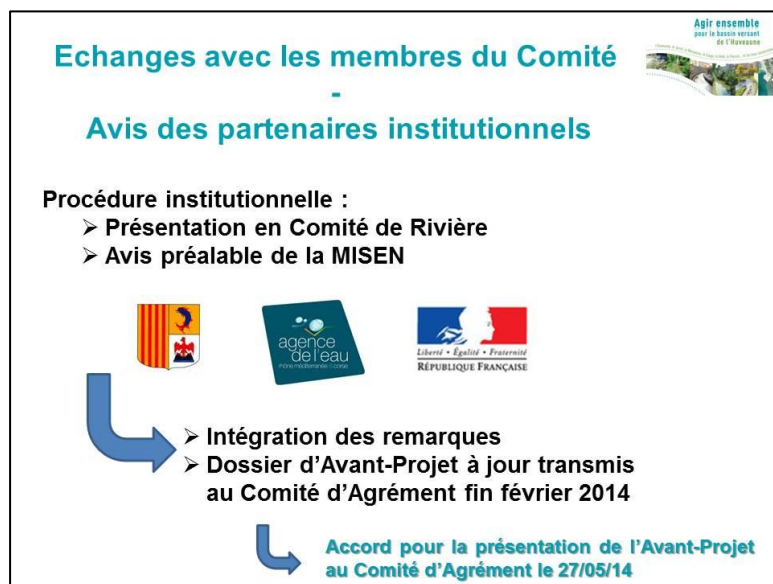 Agir ensemble
pour le bassin versant
de l'Huveaune
Echanges avec les membres du Comité
-
Avis des partenaires institutionnels
Procédure institutionnelle :
➢ Présentation en Comité de Rivière
➢ Avis préalable de la MISEN
agence
de l'eau
rhône méditerranée & corse
Liberté • Égalité • Fraternité
RÉPUBLIQUE FRANÇAISE
➢ Intégration des remarques
➢ Dossier d'Avant-Projet à jour transmis
au Comité d'Agrément fin février 2014
Accord pour la présentation de l'Avant-Projet
au Comité d'Agrément le 27/05/14